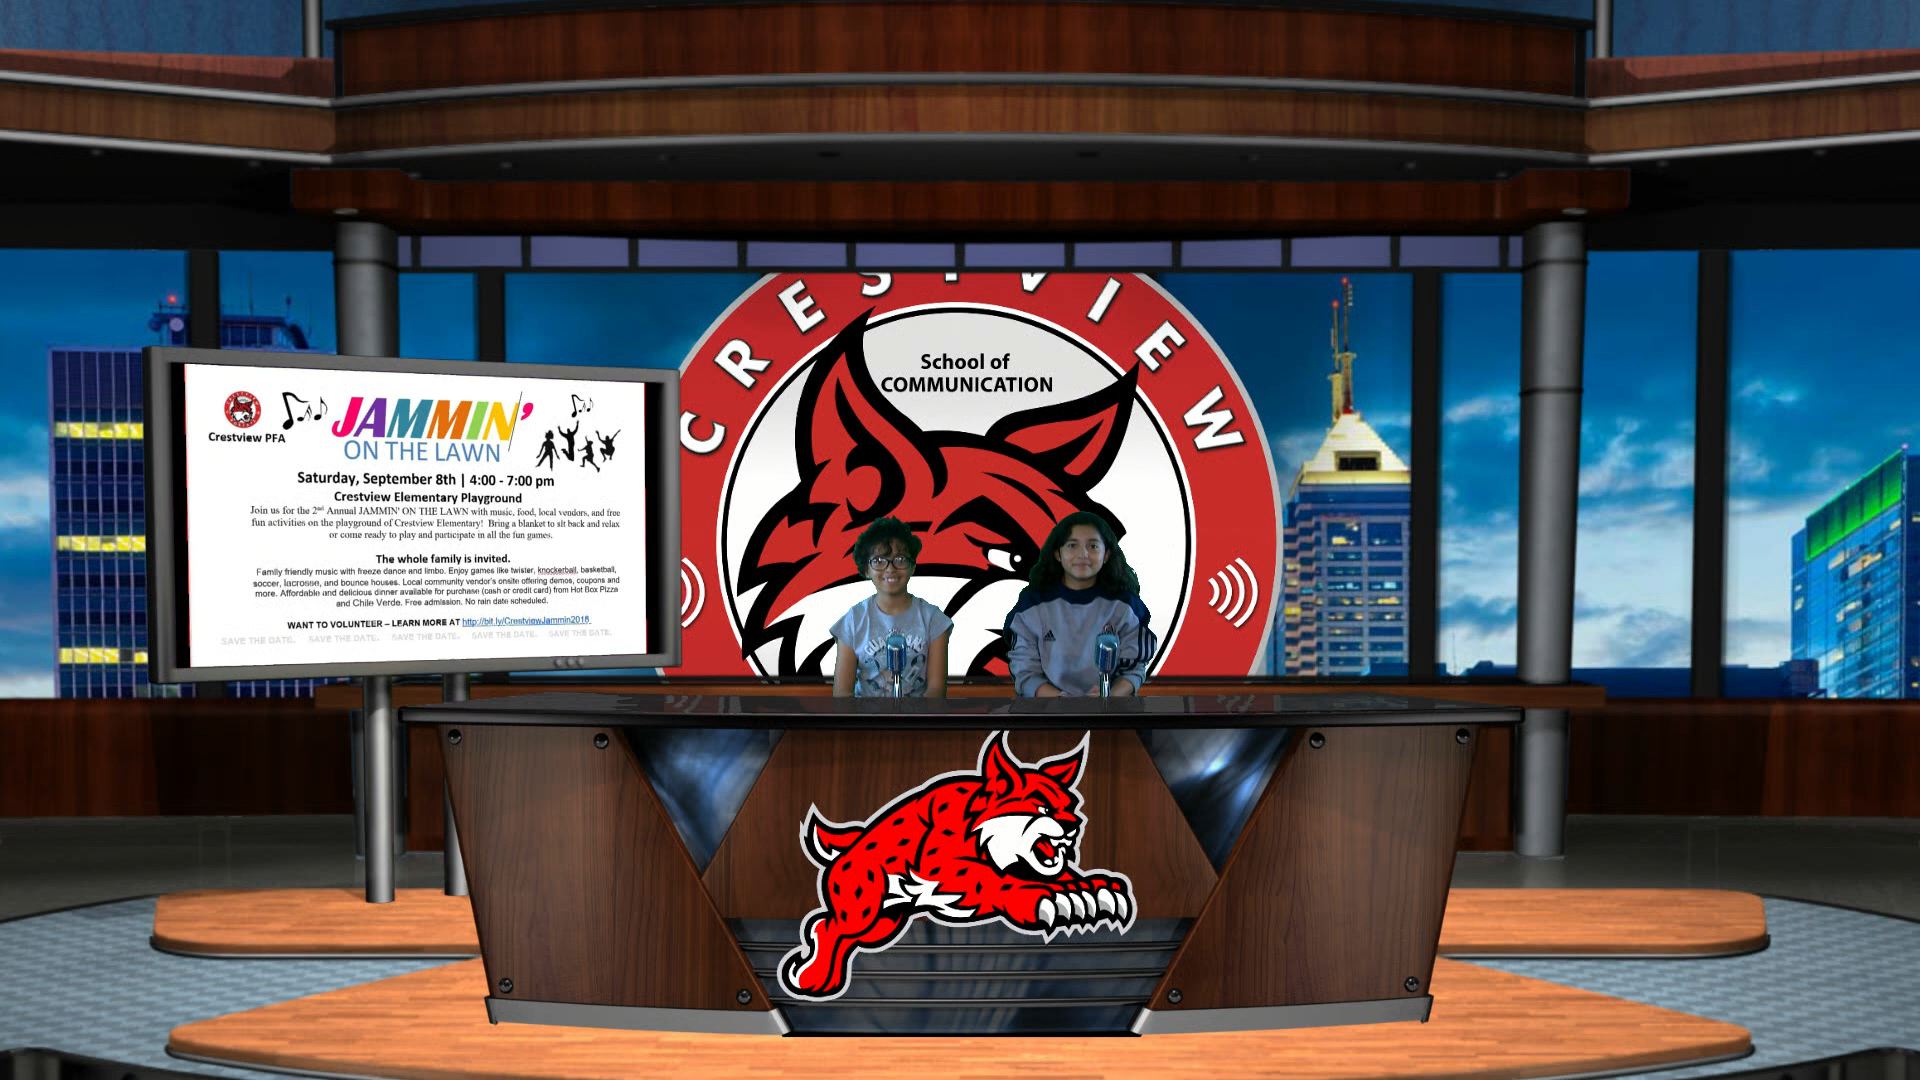 CRESTVIEW
School of
COMMUNICATION
Crestview PFA
JAMMIN'
ON THE LAWN
Saturday, September 8th | 4:00 - 7:00 pm
Crestview Elementary Playground
Join us for the 2nd Annual JAMMIN' ON THE LAWN with music, food, local vendors, and free
fun activities on the playground of Crestview Elementary! Bring a blanket to sit back and relax
or come ready to play and participate in all the fun games.
The whole family is invited.
Family friendly music with freeze dance and limbo. Enjoy games like twister, knockerball, basketball,
soccer, lacrosse, and bounce houses. Local community vendor's onsite offering demos, coupons and
more. Affordable and delicious dinner available for purchase (cash or credit card) from Hot Box Pizza
and Chile Verde. Free admission. No rain date scheduled.
WANT TO VOLUNTEER – LEARN MORE AT http://bit.ly/CrestviewJammin2018
SAVE THE DATE. SAVE THE DATE. SAVE THE DATE. SAVE THE DATE. SAVE THE DATE.